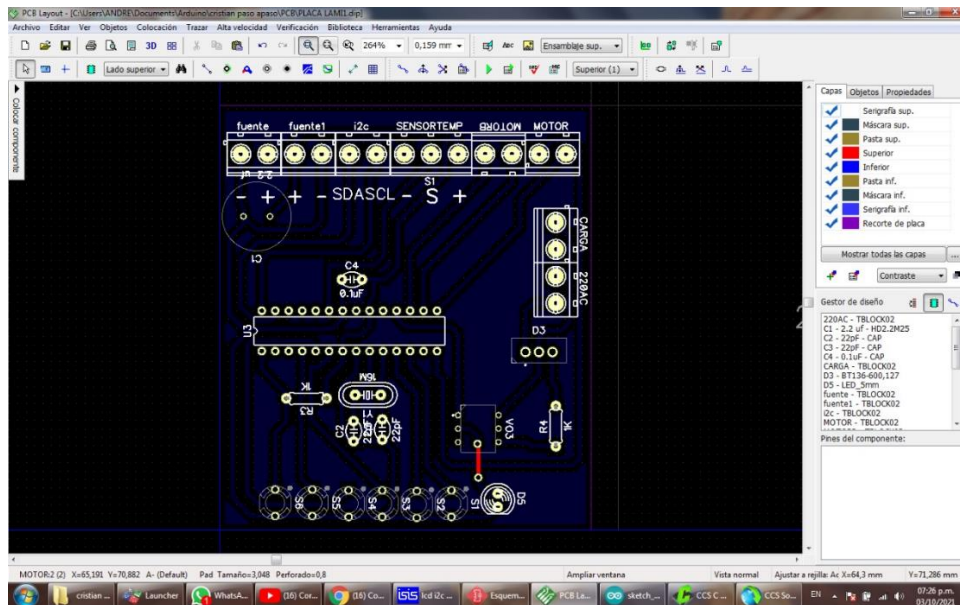 PCB Layout - [C:\Users\ANDRE\Documents\Arduino\cristian paso apaso\PCB\PLACA LAMI1.dip]
Archivo Editar Ver Objetos Colocación Trazar Alta velocidad Verificación Biblioteca Herramientas Ayuda
3D 264% 0,159 mm Abc Ensamblaje sup.
Lado superior Superior (1)
Colocar componente
Capas Objetos Propiedades
Serigrafía sup.
Máscara sup.
Pasta sup.
Superior
Inferior
Pasta inf.
Máscara inf.
Serigrafía inf.
Recorte de placa
Mostrar todas las capas ...
Contraste
Gestor de diseño
220AC - TBLOCK02
C1 - 2.2 uf - HD2.2M25
C2 - 22pF - CAP
C3 - 22pF - CAP
C4 - 0.1uF - CAP
CARGA - TBLOCK02
D3 - BT136-600,127
D5 - LED_5mm
fuente - TBLOCK02
fuente1 - TBLOCK02
i2c - TBLOCK02
MOTOR - TBLOCK02
Pines del componente:
fuente fuente1 i2c SENSORTEMP MOTORB MOTOR
2.2 uf
S1
- + + - SDASCL - S +
C1
CARGA
220AC
C4
0.1uF
U3
D3
1K
R3
16M
Y1
C2
22pF
VO3
R4
1K
S6 S5 S4 S3 S2 S1 D5
MOTOR:2 (2) X=65,191 Y=70,882 A- (Default) Pad Tamaño=3,048 Perforado=0,8 Ampliar ventana Vista normal Ajustar a rejilla: Ac X=64,3 mm Y=71,286 mm
cristian ... Launcher WhatsA... (16) Cor... (16) Co... isis lcd i2c ... Esquem... PCB La... sketch_... CCS C ... CCS So... EN 07:26 p.m.
03/10/2021